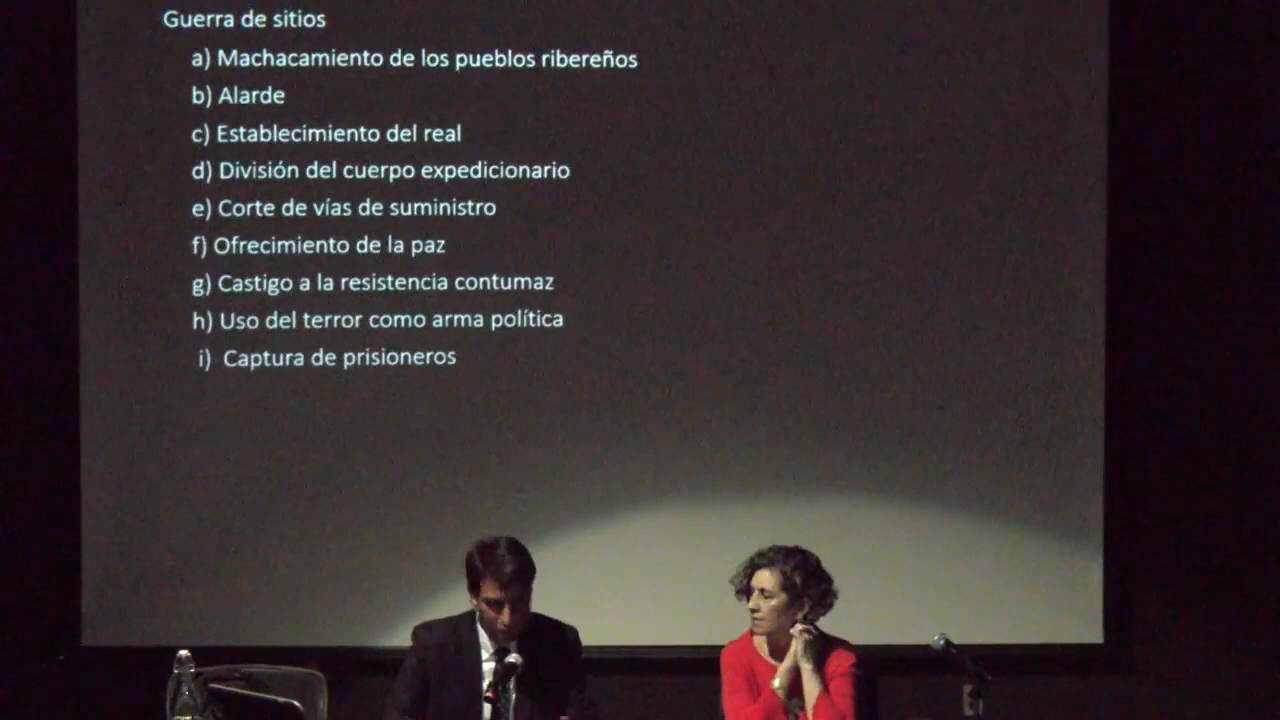 Guerra de sitios
a) Machacamiento de los pueblos ribereños
b) Alarde
c) Establecimiento del real
d) División del cuerpo expedicionario
e) Corte de vías de suministro
f) Ofrecimiento de la paz
g) Castigo a la resistencia contumaz
h) Uso del terror como arma política
i) Captura de prisioneros